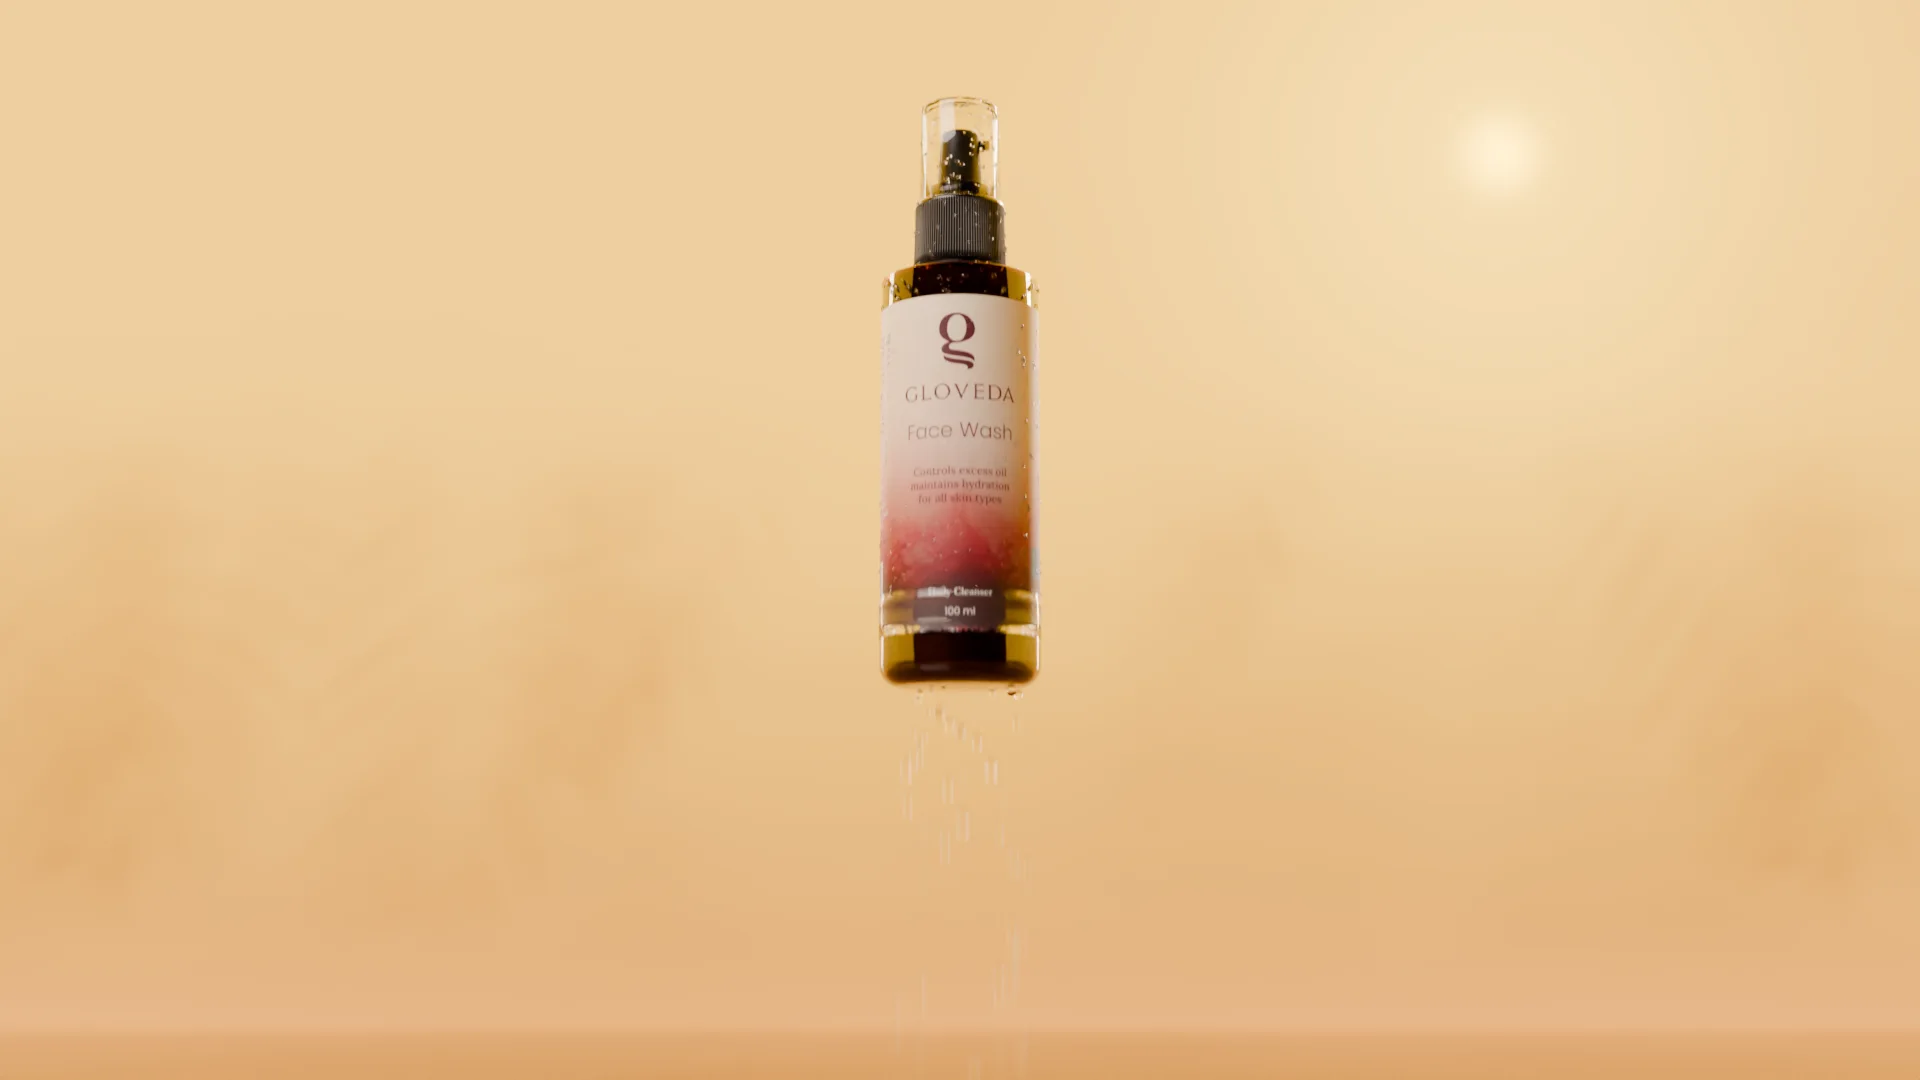 g
GLOVEDA
Face Wash
Controls excess oil
maintains hydration
for all skin types
Daily Cleanser
100 ml